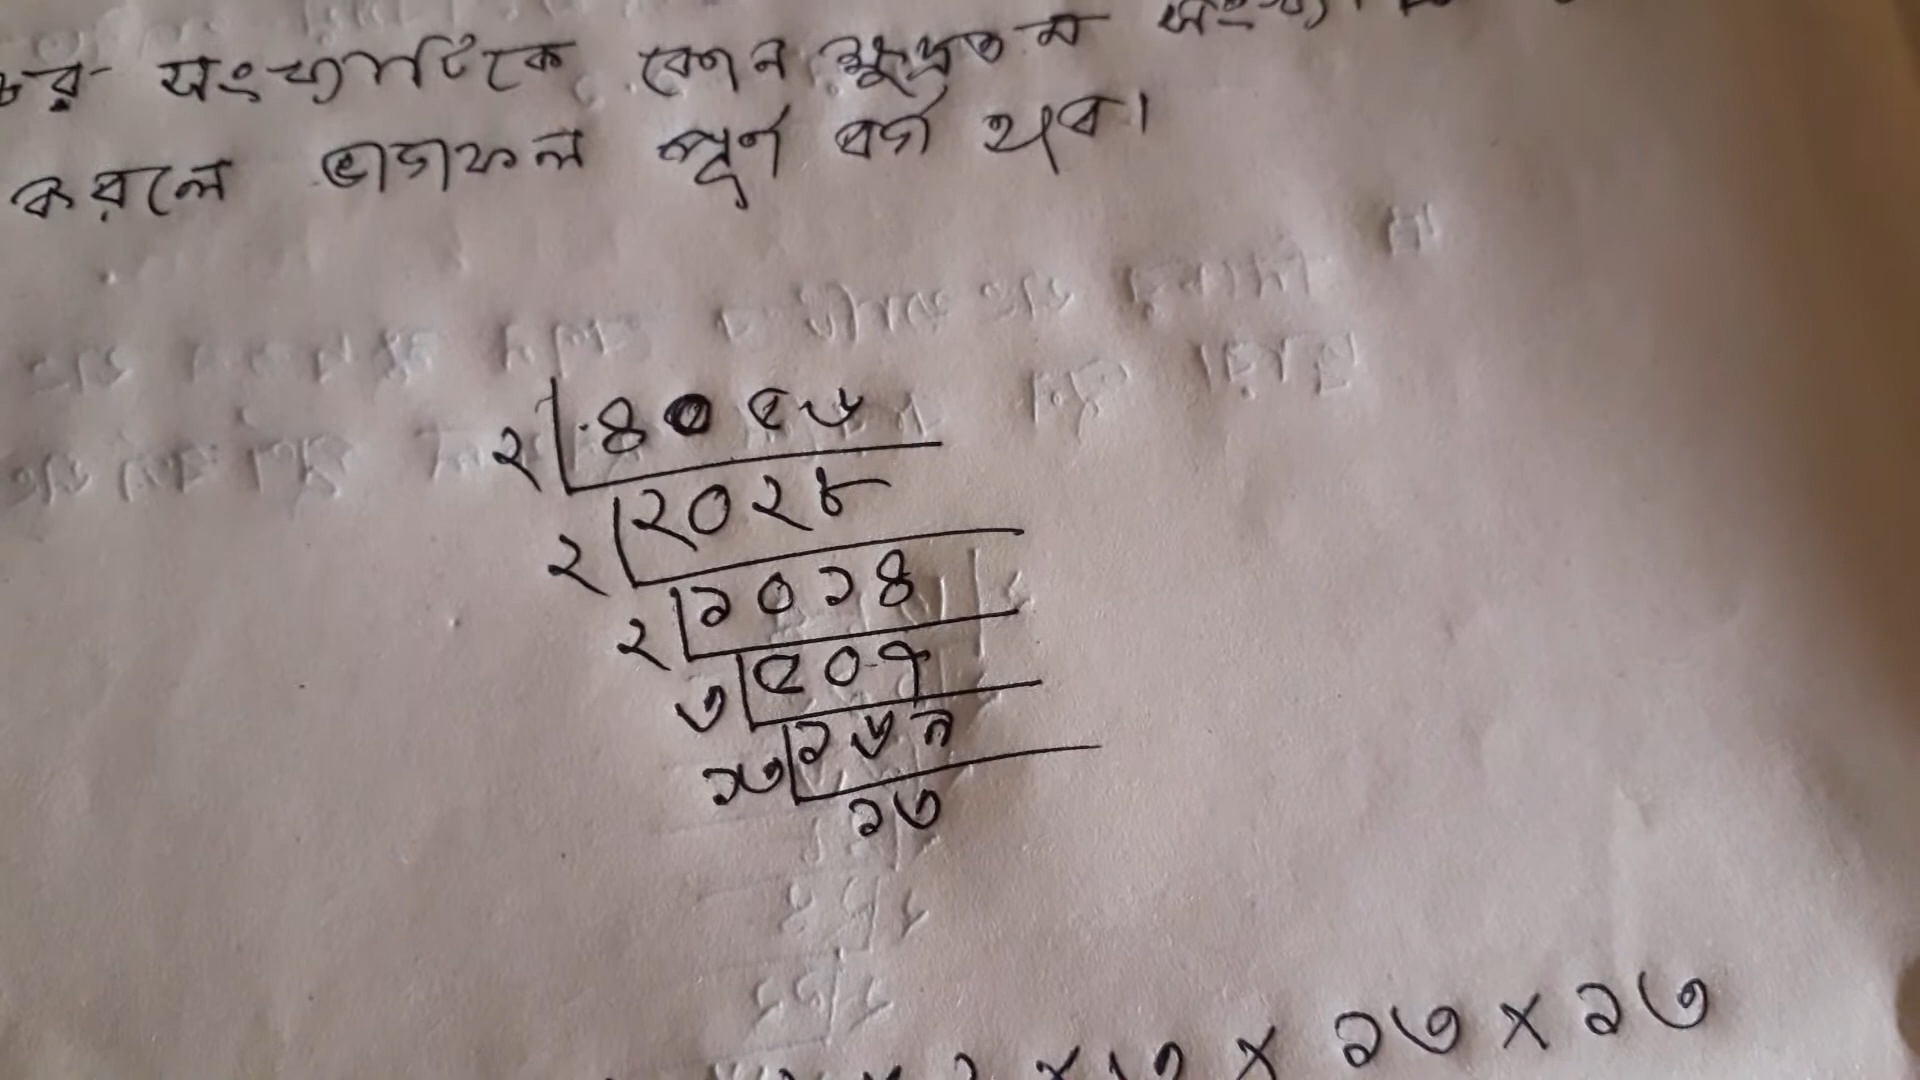 সংখ্যাটিকে কোন ক্ষুদ্রতম
করলে ভাগফল পূর্ন বর্গ হবে।
২ ৪০৫৬
২ ২০২৮
২ ১০১৪
৩ ৫০৭
১৩ ১৬৯
১৩
× ১৩ × ১৩